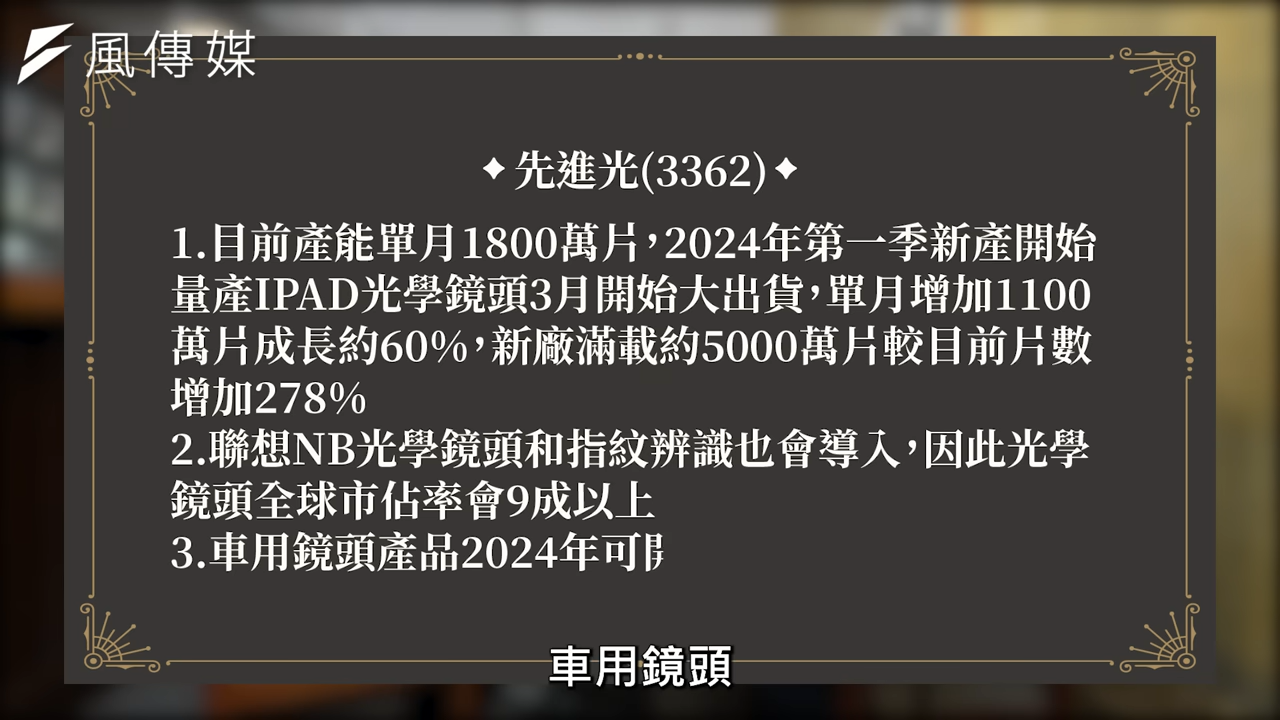 風傳媒
✦先進光(3362)✦
1.目前產能單月1800萬片，2024年第一季新產開始
量產IPAD光學鏡頭3月開始大出貨，單月增加1100
萬片成長約60%，新廠滿載約5000萬片較目前片數
增加278%
2.聯想NB光學鏡頭和指紋辨識也會導入，因此光學
鏡頭全球市佔率會9成以上
3.車用鏡頭產品2024年可
車用鏡頭